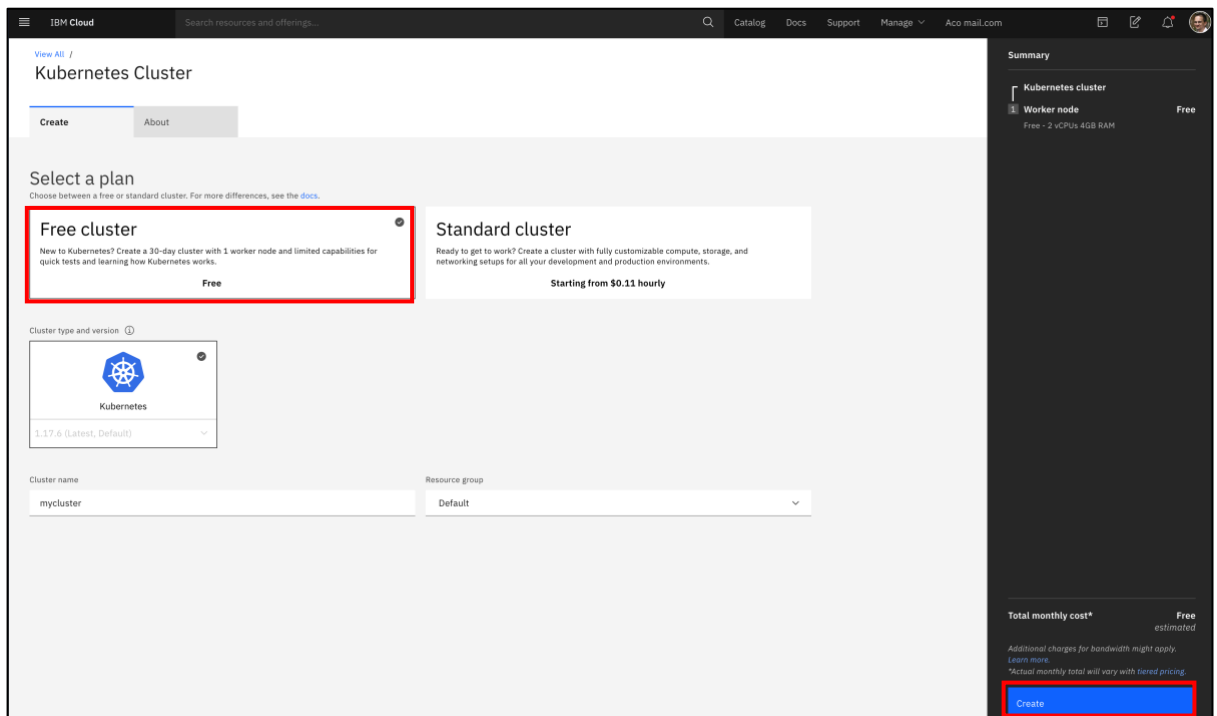 IBM Cloud
Search resources and offerings...
Catalog
Docs
Support
Manage
Aco mail.com
View All /
Kubernetes Cluster
Create
About
Select a plan
Choose between a free or standard cluster. For more differences, see the docs.
Free cluster
New to Kubernetes? Create a 30-day cluster with 1 worker node and limited capabilities for
quick tests and learning how Kubernetes works.
Free
Standard cluster
Ready to get to work? Create a cluster with fully customizable compute, storage, and
networking setups for all your development and production environments.
Starting from $0.11 hourly
Cluster type and version
Kubernetes
1.17.6 (Latest, Default)
Cluster name
mycluster
Resource group
Default
Summary
Kubernetes cluster
1 Worker node Free
Free - 2 vCPUs 4GB RAM
Total monthly cost* Free
estimated
Additional charges for bandwidth might apply.
Learn more.
*Actual monthly total will vary with tiered pricing.
Create